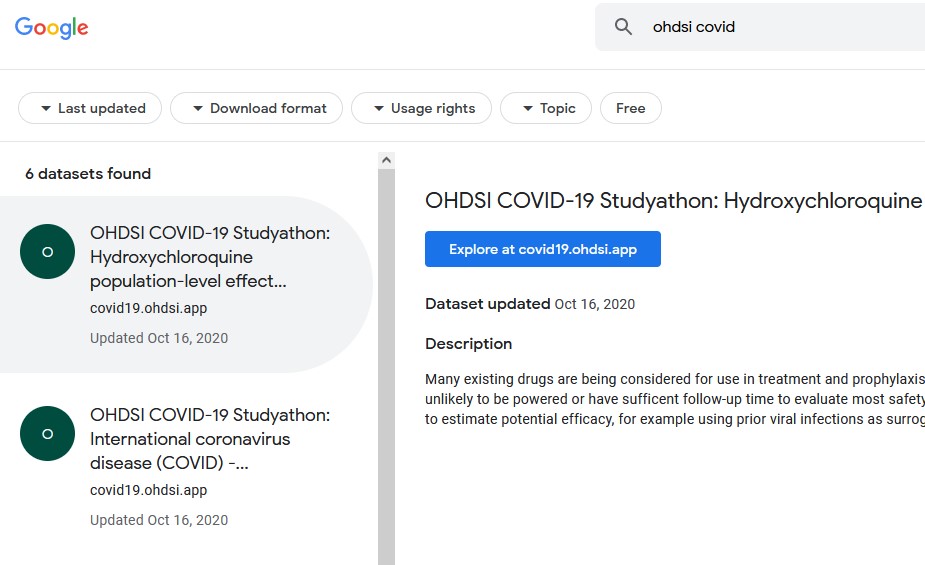 Google
ohdsi covid
Last updated
Download format
Usage rights
Topic
Free
6 datasets found
O
OHDSI COVID-19 Studyathon:
Hydroxychloroquine
population-level effect...
covid19.ohdsi.app
Updated Oct 16, 2020
O
OHDSI COVID-19 Studyathon:
International coronavirus
disease (COVID) -...
covid19.ohdsi.app
Updated Oct 16, 2020
OHDSI COVID-19 Studyathon: Hydroxychloroquine
Explore at covid19.ohdsi.app
Dataset updated Oct 16, 2020
Description
Many existing drugs are being considered for use in treatment and prophylaxis
unlikely to be powered or have sufficent follow-up time to evaluate most safety
to estimate potential efficacy, for example using prior viral infections as surrog